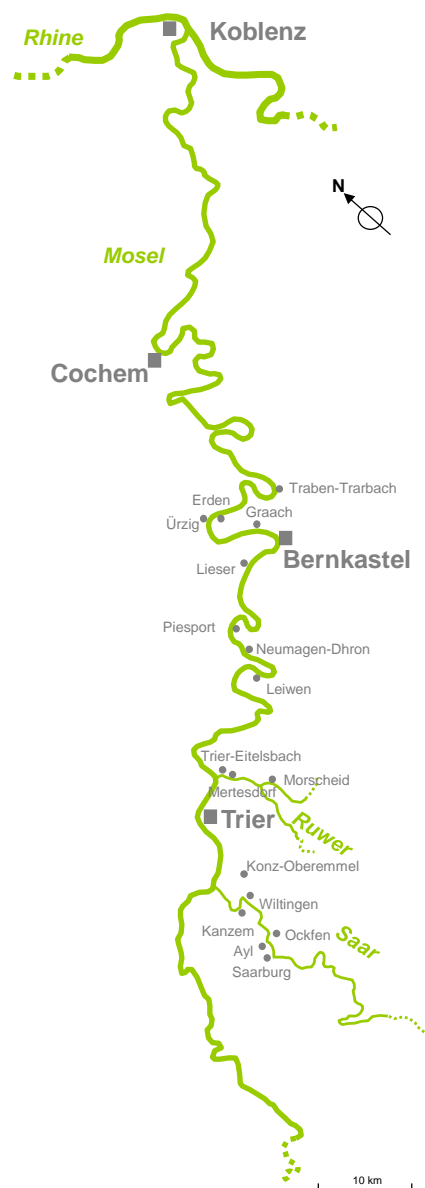 Rhine
Koblenz
N
Mosel
Cochem
Traben-Trarbach
Erden
Graach
Ürzig
Bernkastel
Lieser
Piesport
Neumagen-Dhron
Leiwen
Trier-Eitelsbach
Morscheid
Mertesdorf
Trier
Ruwer
Konz-Oberemmel
Wiltingen
Kanzem
Ockfen
Saar
Ayl
Saarburg
10 km